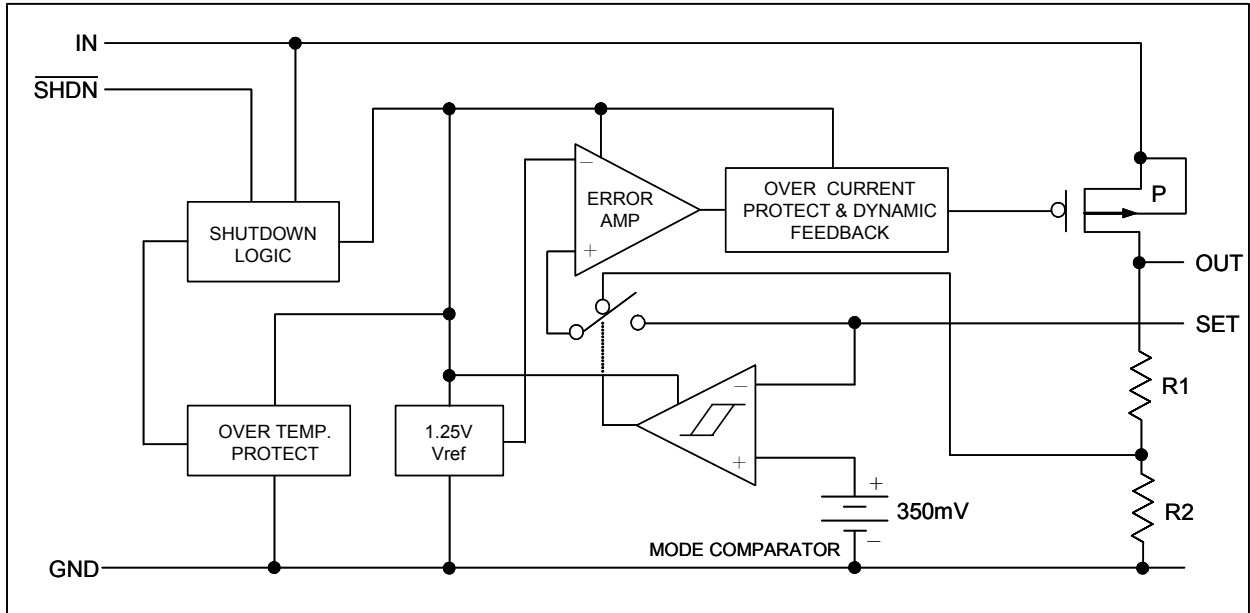 IN
SHDN
SHUTDOWN
LOGIC
OVER TEMP.
PROTECT
1.25V
Vref
−
ERROR
AMP
+
OVER CURRENT
PROTECT & DYNAMIC
FEEDBACK
P
OUT
SET
−
+
R1
+
350mV
−
R2
MODE COMPARATOR
GND